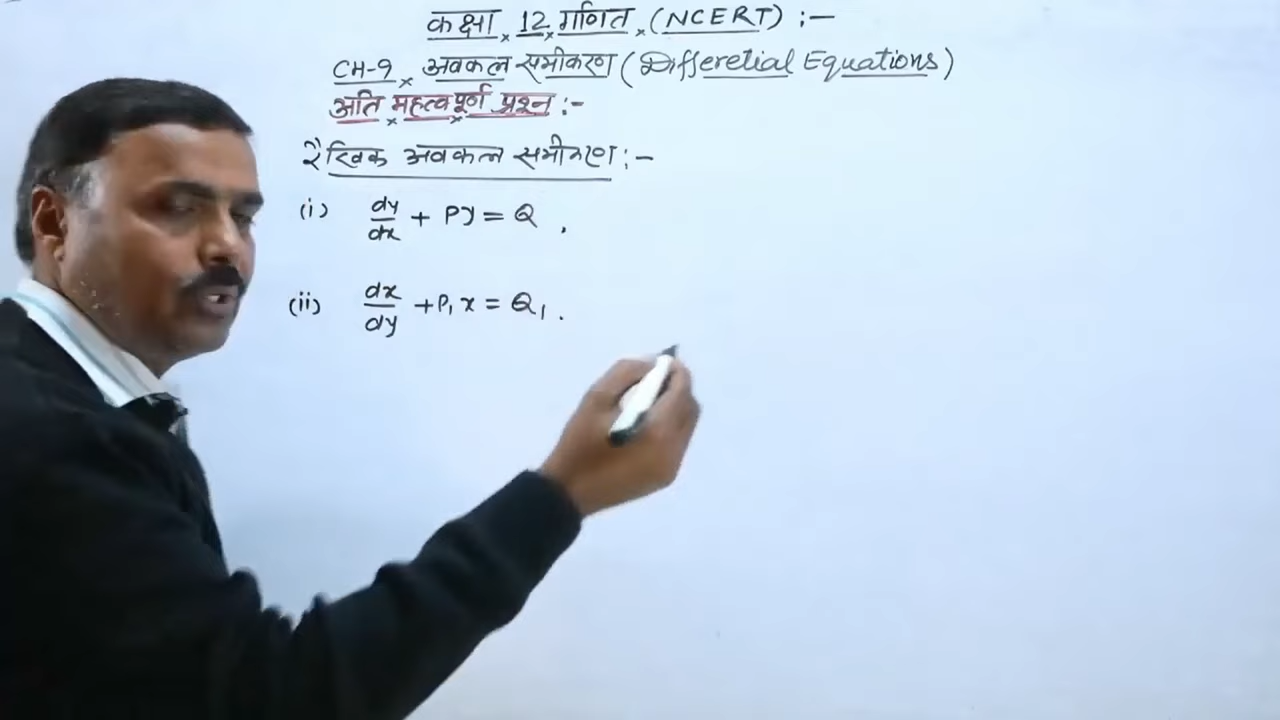 कक्षा × 12 × गणित × (NCERT) :-
CH-9 × अवकल समीकरण (Differetial Equations)
अति × महत्वपूर्ण × प्रश्न :-
रैखिक अवकल समीकरण :-
(i) dy/dx + Py = Q .
(ii) dx/dy + P₁ x = Q₁ .